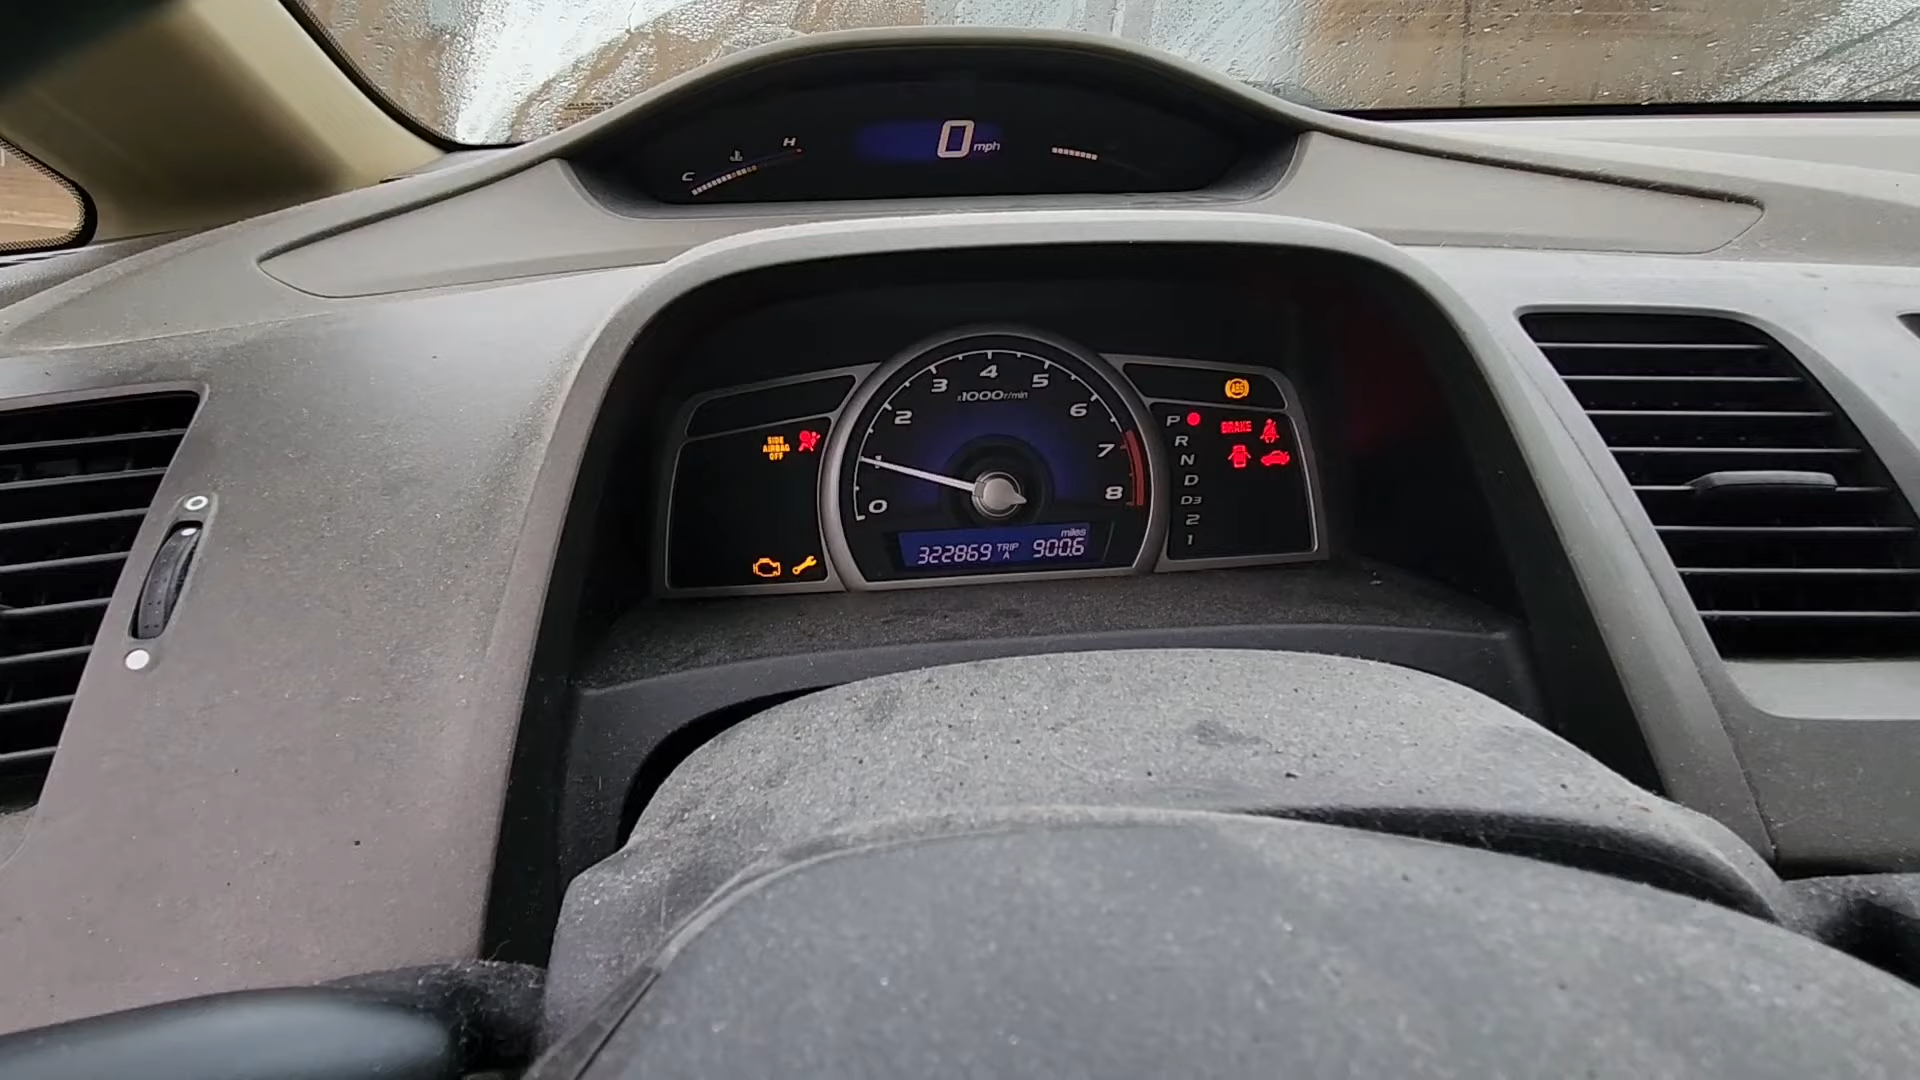 H
C
0 mph
4
3
5
x1000r/min
2
6
1
7
0
8
miles
322869 TRIP A 900.6
SIDE
AIRBAG
OFF
ABS
P
BRAKE
R
N
D
D3
2
1